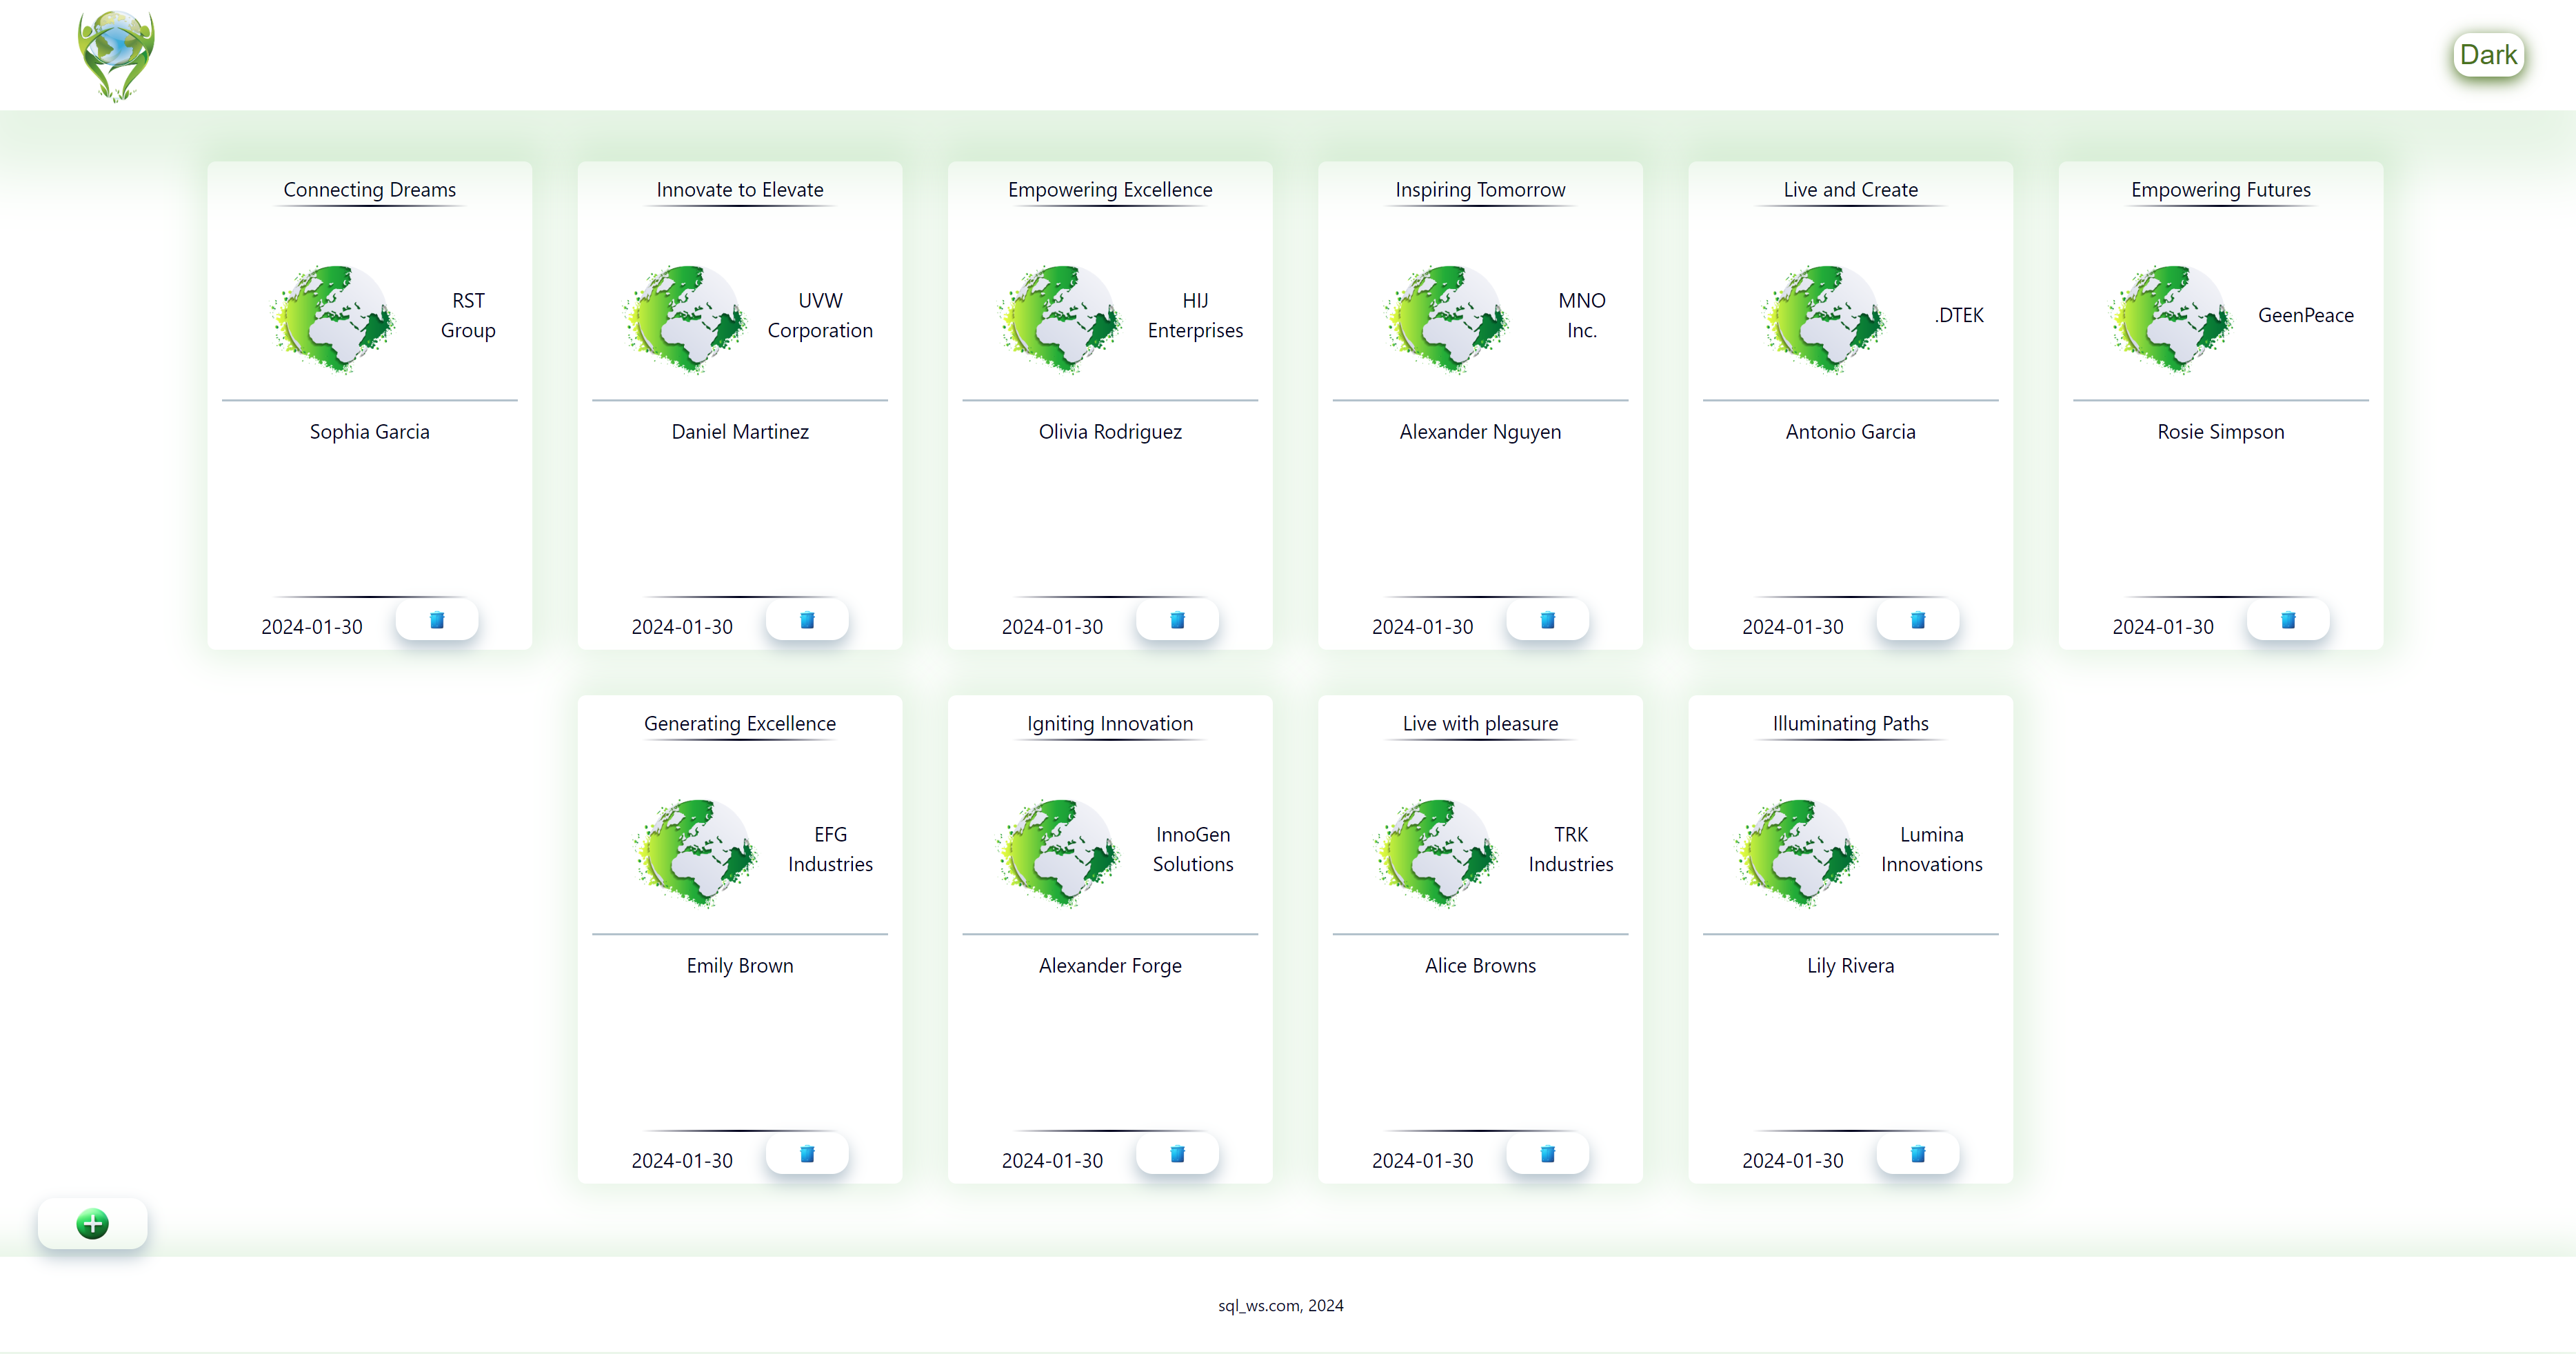 Dark
Connecting Dreams
RST
Group
Sophia Garcia
2024-01-30
Innovate to Elevate
UVW
Corporation
Daniel Martinez
2024-01-30
Empowering Excellence
HIJ
Enterprises
Olivia Rodriguez
2024-01-30
Inspiring Tomorrow
MNO
Inc.
Alexander Nguyen
2024-01-30
Live and Create
.DTEK
Antonio Garcia
2024-01-30
Empowering Futures
GeenPeace
Rosie Simpson
2024-01-30
Generating Excellence
EFG
Industries
Emily Brown
2024-01-30
Igniting Innovation
InnoGen
Solutions
Alexander Forge
2024-01-30
Live with pleasure
TRK
Industries
Alice Browns
2024-01-30
Illuminating Paths
Lumina
Innovations
Lily Rivera
2024-01-30
sql_ws.com, 2024